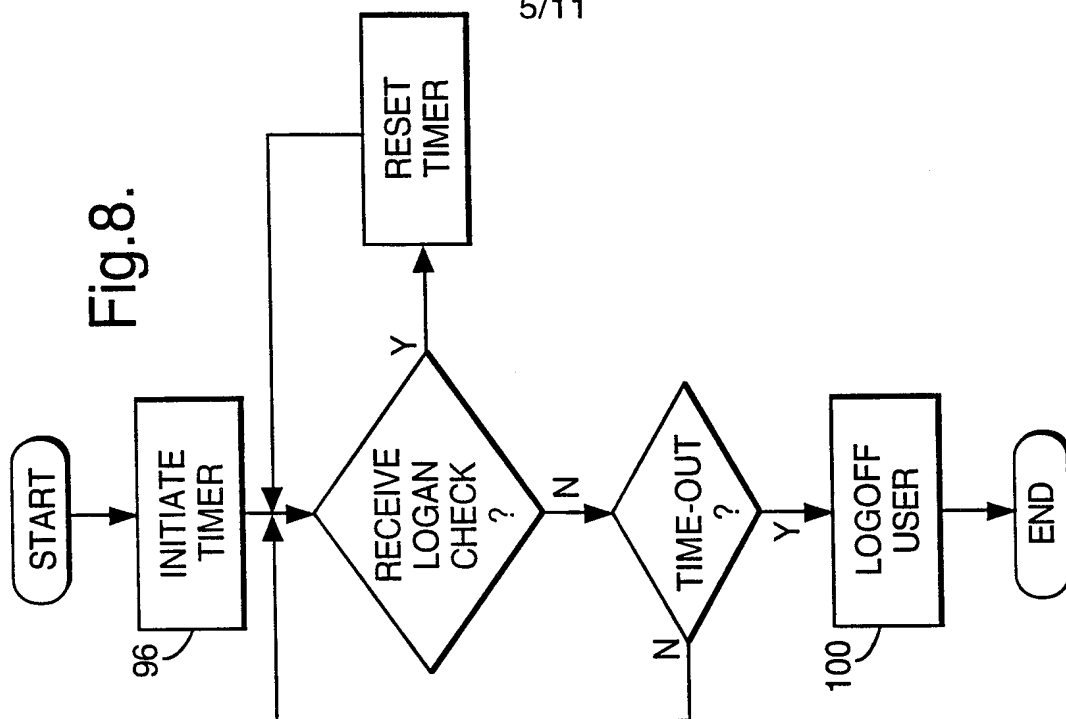 5/11
Fig.8.
START
INITIATE
TIMER
96
RECEIVE
LOGAN
CHECK
?
Y
RESET
TIMER
N
TIME-OUT
?
N
Y
LOGOFF
USER
100
END